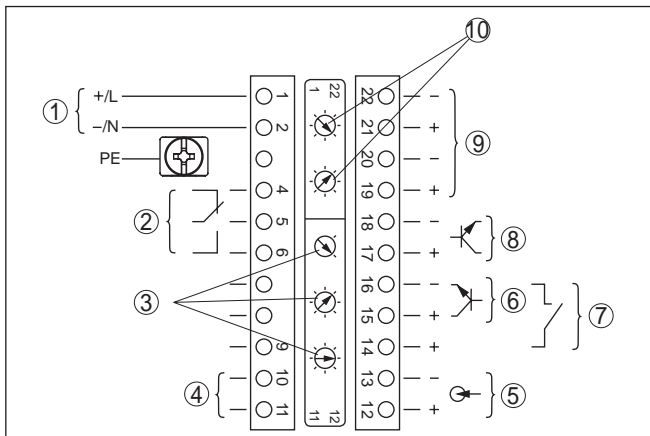 ⑩
1 22
① +/L 1 22 −
−/N 2 21 + ⑨
PE 20 −
4 19 +
② 5 18 − ⑧
6 17 +
③ 16 − ⑥
15 + ⑦
9 14 +
④ 10 13 − ⑤
11 12 +
11 12